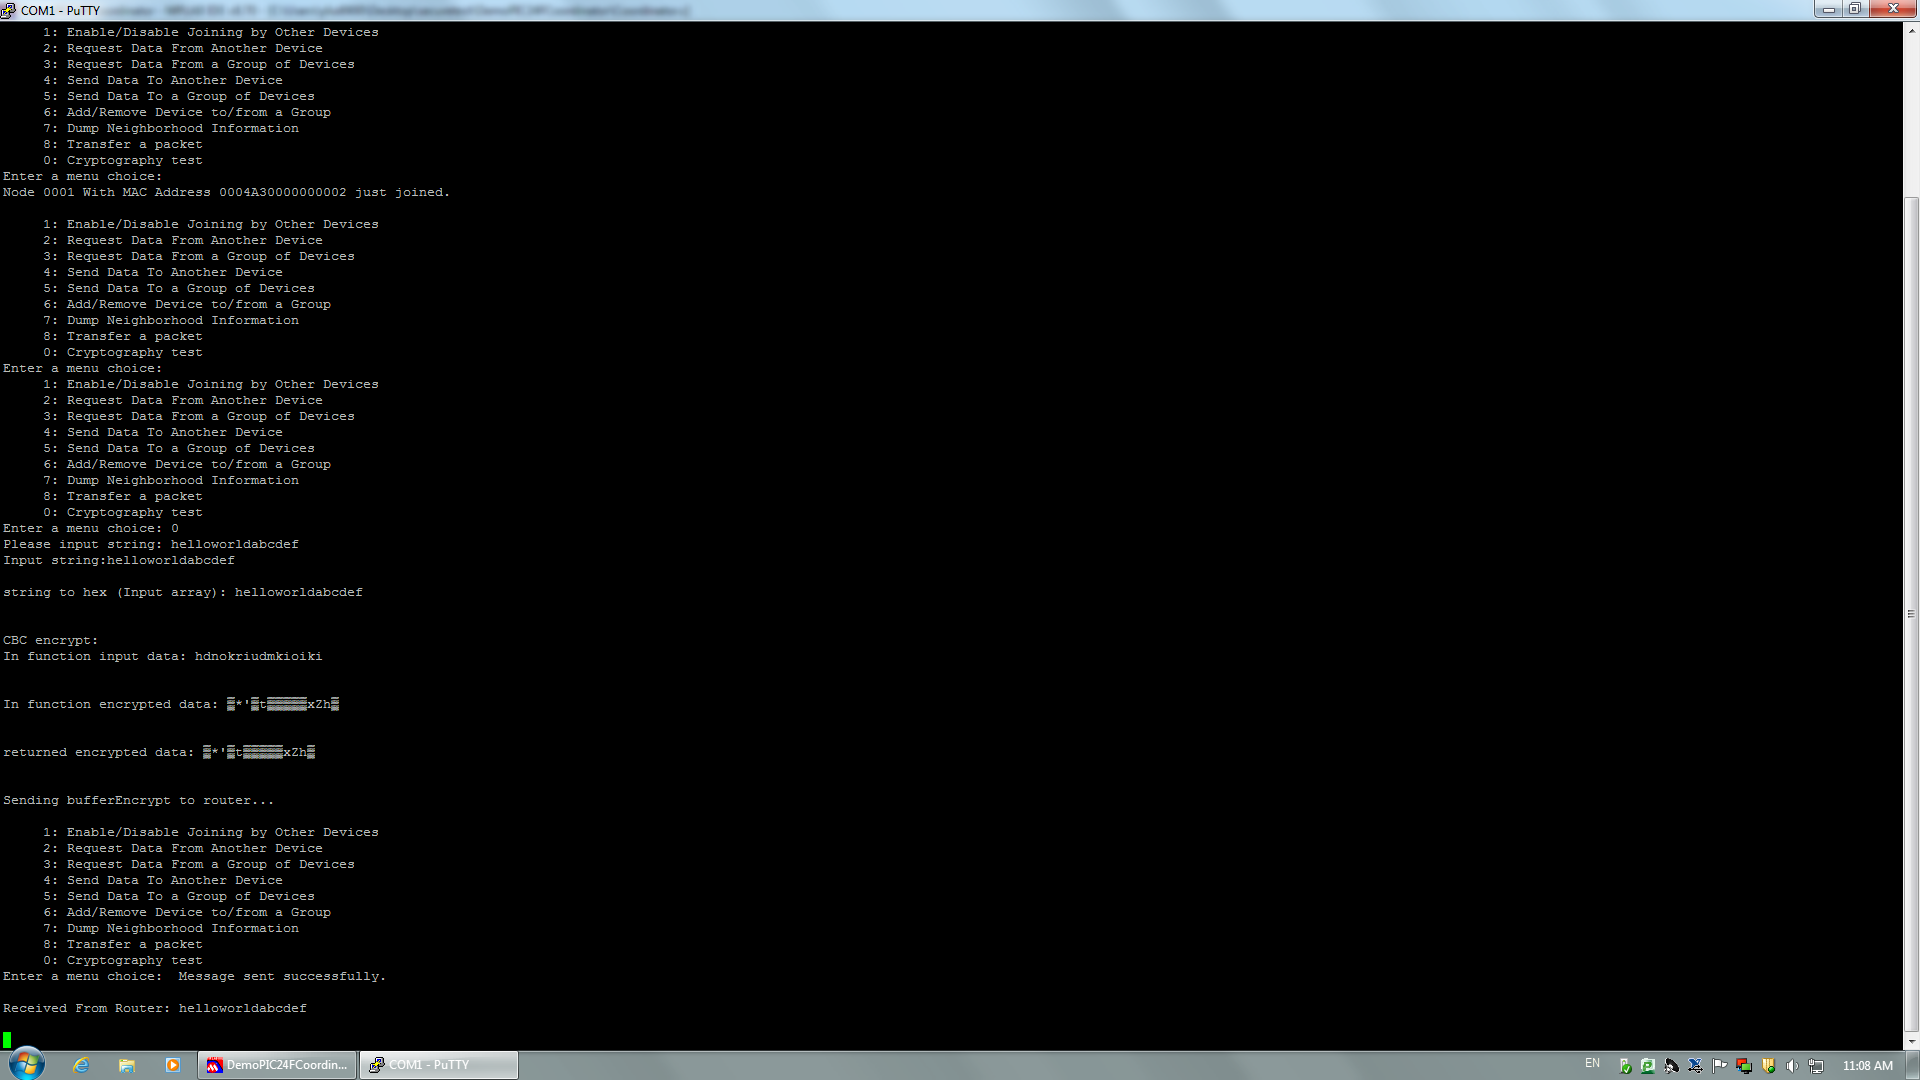 COM1 - PuTTY
1: Enable/Disable Joining by Other Devices
2: Request Data From Another Device
3: Request Data From a Group of Devices
4: Send Data To Another Device
5: Send Data To a Group of Devices
6: Add/Remove Device to/from a Group
7: Dump Neighborhood Information
8: Transfer a packet
0: Cryptography test
Enter a menu choice:
Node 0001 With MAC Address 0004A30000000002 just joined.
1: Enable/Disable Joining by Other Devices
2: Request Data From Another Device
3: Request Data From a Group of Devices
4: Send Data To Another Device
5: Send Data To a Group of Devices
6: Add/Remove Device to/from a Group
7: Dump Neighborhood Information
8: Transfer a packet
0: Cryptography test
Enter a menu choice:
1: Enable/Disable Joining by Other Devices
2: Request Data From Another Device
3: Request Data From a Group of Devices
4: Send Data To Another Device
5: Send Data To a Group of Devices
6: Add/Remove Device to/from a Group
7: Dump Neighborhood Information
8: Transfer a packet
0: Cryptography test
Enter a menu choice: 0
Please input string: helloworldabcdef
Input string:helloworldabcdef
string to hex (Input array): helloworldabcdef
CBC encrypt:
In function input data: hdnokriudmkioiki
In function encrypted data: ▒*'▒t▒▒▒▒▒xZh▒
returned encrypted data: ▒*'▒t▒▒▒▒▒xZh▒
Sending bufferEncrypt to router...
1: Enable/Disable Joining by Other Devices
2: Request Data From Another Device
3: Request Data From a Group of Devices
4: Send Data To Another Device
5: Send Data To a Group of Devices
6: Add/Remove Device to/from a Group
7: Dump Neighborhood Information
8: Transfer a packet
0: Cryptography test
Enter a menu choice:  Message sent successfully.
Received From Router: helloworldabcdef
DemoPIC24FCoordin... COM1 - PuTTY EN 11:08 AM